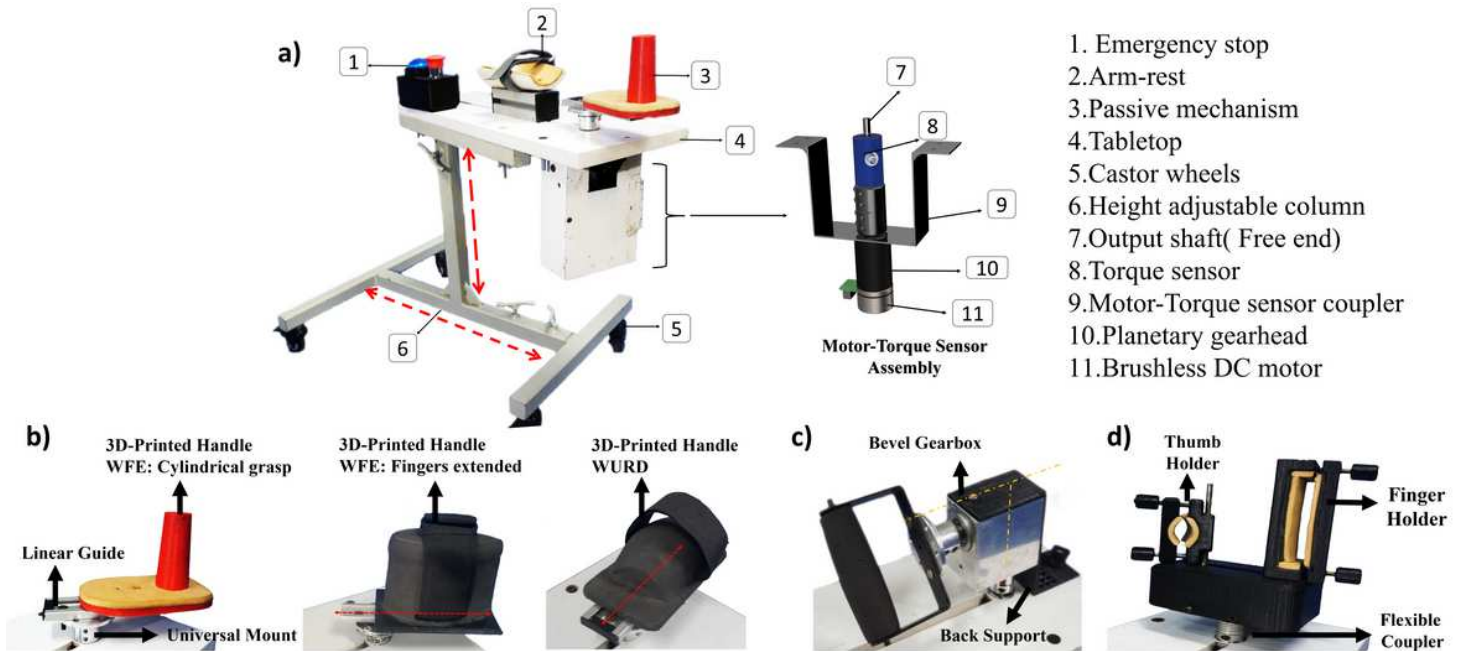 a)
1
2
3
4
5
6
7
8
9
10
11
Motor-Torque Sensor
Assembly
1. Emergency stop
2.Arm-rest
3.Passive mechanism
4.Tabletop
5.Castor wheels
6.Height adjustable column
7.Output shaft( Free end)
8.Torque sensor
9.Motor-Torque sensor coupler
10.Planetary gearhead
11.Brushless DC motor
b)
3D-Printed Handle
WFE: Cylindrical grasp
Linear Guide
Universal Mount
3D-Printed Handle
WFE: Fingers extended
3D-Printed Handle
WURD
c)
Bevel Gearbox
Back Support
d)
Thumb
Holder
Finger
Holder
Flexible
Coupler